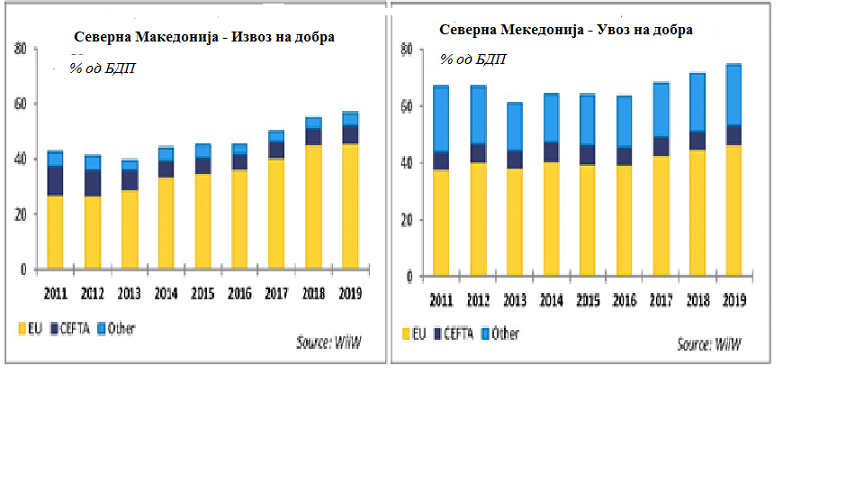 Северна Македонија - Извоз на добра
% од БДП
80
60
40
20
0
2011 2012 2013 2014 2015 2016 2017 2018 2019
EU CEFTA Other
Source: WiiW
Северна Мекедонија - Увоз на добра
% од БДП
80
60
40
20
0
2011 2012 2013 2014 2015 2016 2017 2018 2019
EU CEFTA Other
Source: WiiW